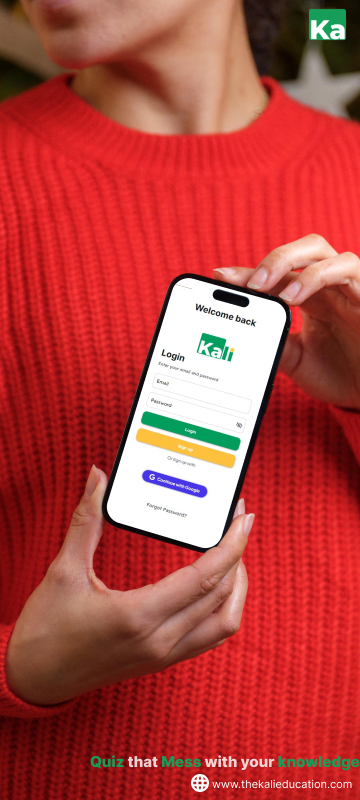 Ka
Welcome back
Kali
Login
Enter your email and password
Email
Password
Login
Sign up
Or sign up with
G Continue with Google
Forgot Password?
Quiz that Mess with your knowledge
www.thekalieducation.com